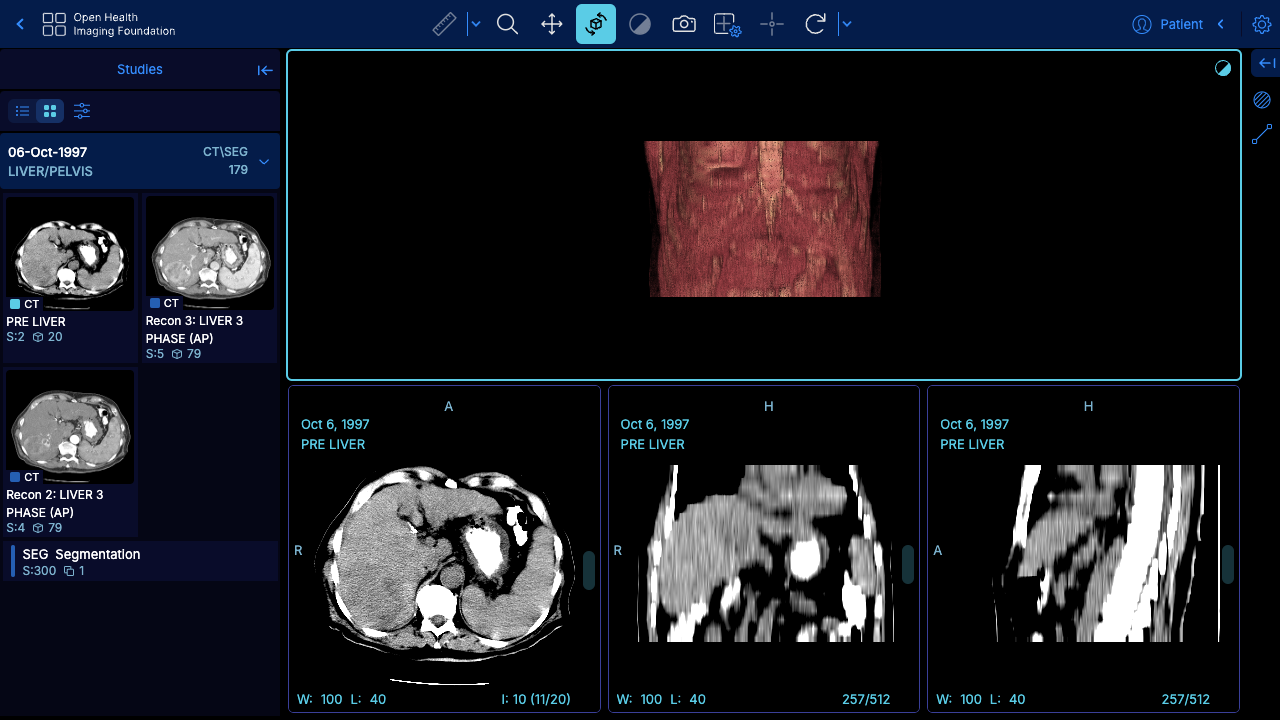 Open Health
Imaging Foundation
Patient
Studies
06-Oct-1997
CT\SEG
LIVER/PELVIS
179
CT
PRE LIVER
S:2 20
CT
Recon 3: LIVER 3
PHASE (AP)
S:5 79
CT
Recon 2: LIVER 3
PHASE (AP)
S:4 79
SEG Segmentation
S:300 1
A
Oct 6, 1997
PRE LIVER
R
W: 100 L: 40
I: 10 (11/20)
H
Oct 6, 1997
PRE LIVER
R
W: 100 L: 40
257/512
H
Oct 6, 1997
PRE LIVER
A
W: 100 L: 40
257/512